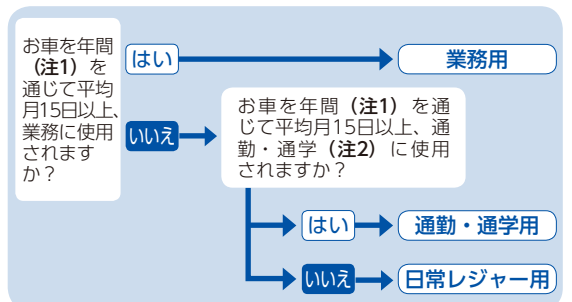 お車を年間
（注1）を
通じて平均
月15日以上、
業務に使用
されます
か？
はい
業務用
いいえ
お車を年間（注1）を通
じて平均月15日以上、通
勤・通学（注2）に使用
されますか？
はい
通勤・通学用
いいえ
日常レジャー用